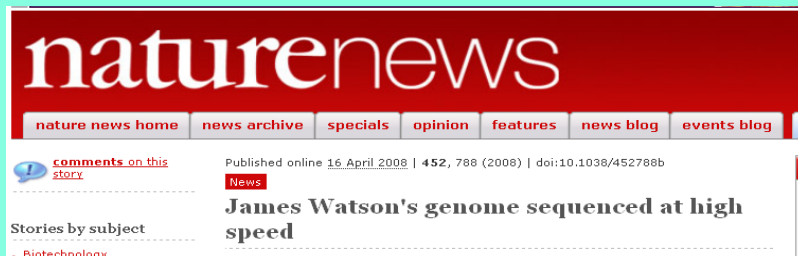 naturenews
nature news home news archive specials opinion features news blog events blog
comments on this
story
Published online 16 April 2008 | 452, 788 (2008) | doi:10.1038/452788b
News
James Watson's genome sequenced at high
speed
Stories by subject
Biotechnology